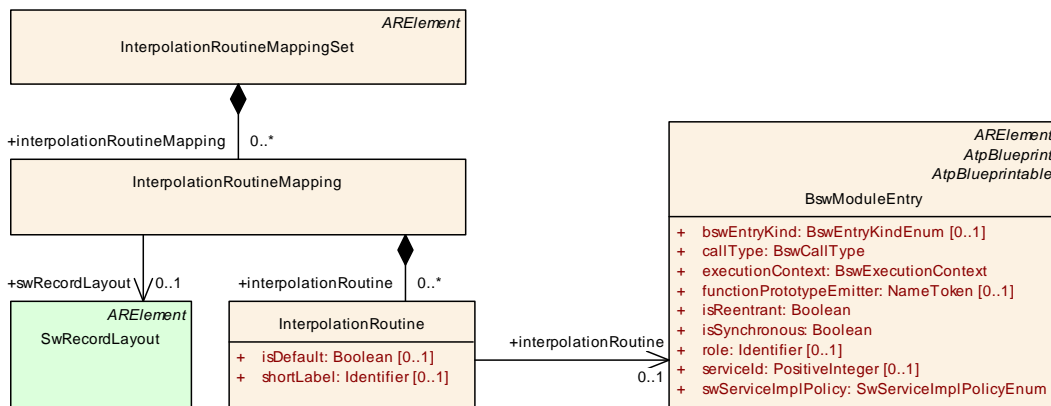 ARElement
InterpolationRoutineMappingSet
+interpolationRoutineMapping 0..*
InterpolationRoutineMapping
+swRecordLayout 0..1
ARElement
SwRecordLayout
+interpolationRoutine 0..*
InterpolationRoutine
+ isDefault: Boolean [0..1]
+ shortLabel: Identifier [0..1]
+interpolationRoutine
0..1
ARElement
AtpBlueprint
AtpBlueprintable
BswModuleEntry
+ bswEntryKind: BswEntryKindEnum [0..1]
+ callType: BswCallType
+ executionContext: BswExecutionContext
+ functionPrototypeEmitter: NameToken [0..1]
+ isReentrant: Boolean
+ isSynchronous: Boolean
+ role: Identifier [0..1]
+ serviceId: PositiveInteger [0..1]
+ swServiceImplPolicy: SwServiceImplPolicyEnum